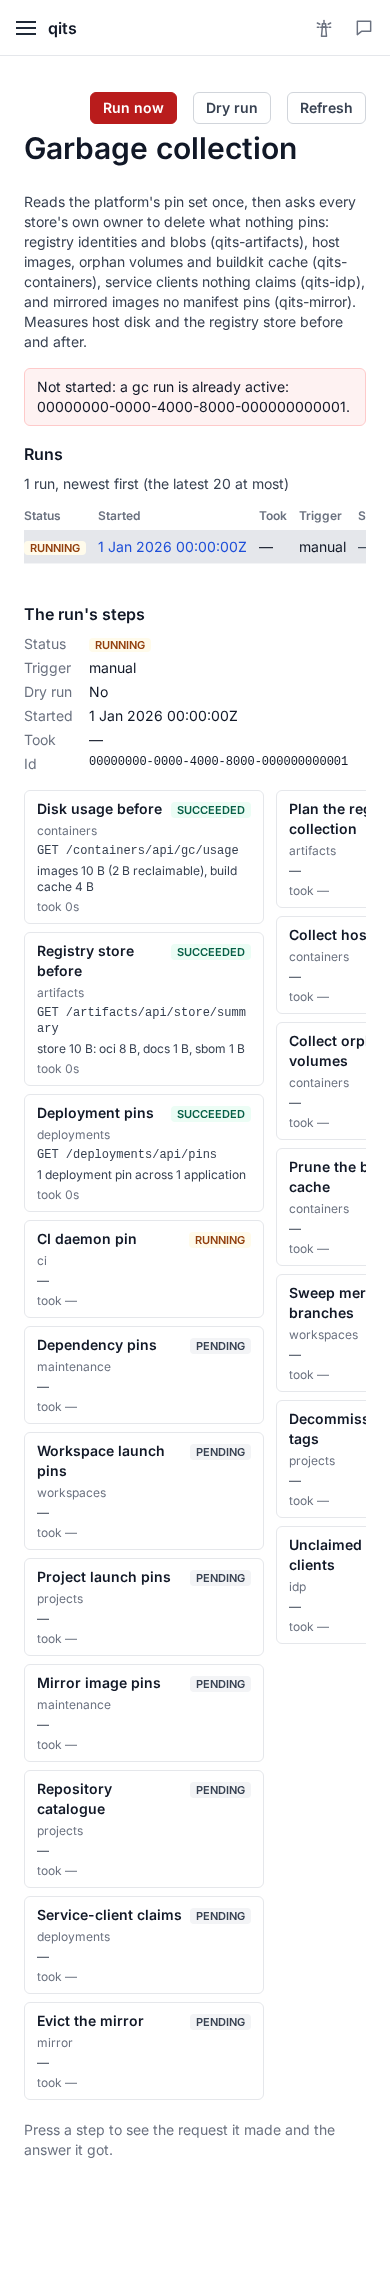 qits
Run now
Dry run
Refresh
Garbage collection
Reads the platform's pin set once, then asks every
store's own owner to delete what nothing pins:
registry identities and blobs (qits-artifacts), host
images, orphan volumes and buildkit cache (qits-
containers), service clients nothing claims (qits-idp),
and mirrored images no manifest pins (qits-mirror).
Measures host disk and the registry store before
and after.
Not started: a gc run is already active:
00000000-0000-4000-8000-000000000001.
Runs
1 run, newest first (the latest 20 at most)
Status Started Took Trigger S
RUNNING 1 Jan 2026 00:00:00Z — manual —
The run's steps
Status RUNNING
Trigger manual
Dry run No
Started 1 Jan 2026 00:00:00Z
Took —
Id 00000000-0000-4000-8000-000000000001
Disk usage before SUCCEEDED
containers
GET /containers/api/gc/usage
images 10 B (2 B reclaimable), build
cache 4 B
took 0s
Registry store SUCCEEDED
before
artifacts
GET /artifacts/api/store/summ
ary
store 10 B: oci 8 B, docs 1 B, sbom 1 B
took 0s
Deployment pins SUCCEEDED
deployments
GET /deployments/api/pins
1 deployment pin across 1 application
took 0s
CI daemon pin RUNNING
ci
—
took —
Dependency pins PENDING
maintenance
—
took —
Workspace launch PENDING
pins
workspaces
—
took —
Project launch pins PENDING
projects
—
took —
Mirror image pins PENDING
maintenance
—
took —
Repository PENDING
catalogue
projects
—
took —
Service-client claims PENDING
deployments
—
took —
Evict the mirror PENDING
mirror
—
took —
Plan the reg
collection
artifacts
—
took —
Collect hos
containers
—
took —
Collect orp
volumes
containers
—
took —
Prune the b
cache
containers
—
took —
Sweep mer
branches
workspaces
—
took —
Decommiss
tags
projects
—
took —
Unclaimed
clients
idp
—
took —
Press a step to see the request it made and the
answer it got.